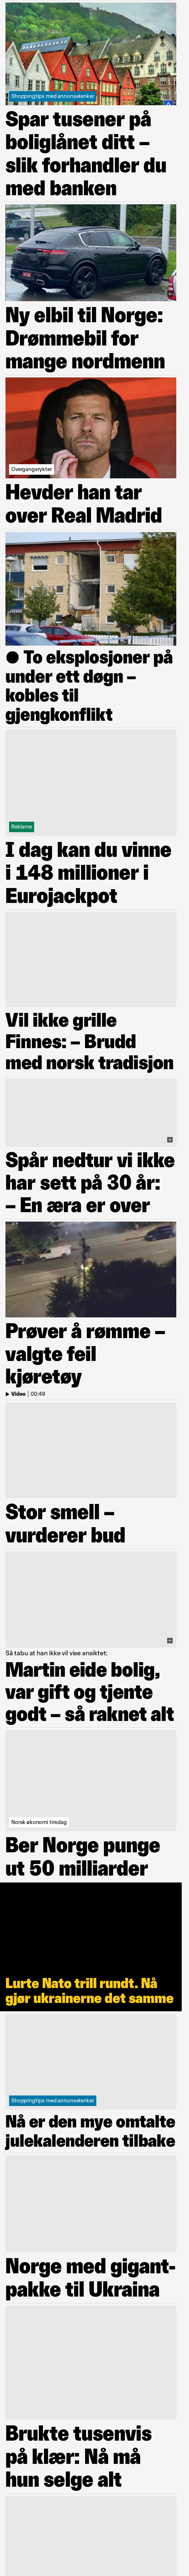 Shoppingtips med annonselenker
Spar tusener på
boliglånet ditt –
slik forhandler du
med banken
Ny elbil til Norge:
Drømmebil for
mange nordmenn
Overgangsrykter
Hevder han tar
over Real Madrid
● To eksplosjoner på
under ett døgn –
kobles til
gjengkonflikt
Reklame
I dag kan du vinne
i 148 millioner i
Eurojackpot
Vil ikke grille
Finnes: – Brudd
med norsk tradisjon
Spår nedtur vi ikke
har sett på 30 år:
– En æra er over
Prøver å rømme –
valgte feil
kjøretøy
Video | 00:49
Stor smell –
vurderer bud
Så tabu at han ikke vil vise ansiktet:
Martin eide bolig,
var gift og tjente
godt – så raknet alt
Norsk økonomi tirsdag
Ber Norge punge
ut 50 milliarder
Lurte Nato trill rundt. Nå
gjør ukrainerne det samme
Shoppingtips med annonselenker
Nå er den mye omtalte
julekalenderen tilbake
Norge med gigant-
pakke til Ukraina
Brukte tusenvis
på klær: Nå må
hun selge alt